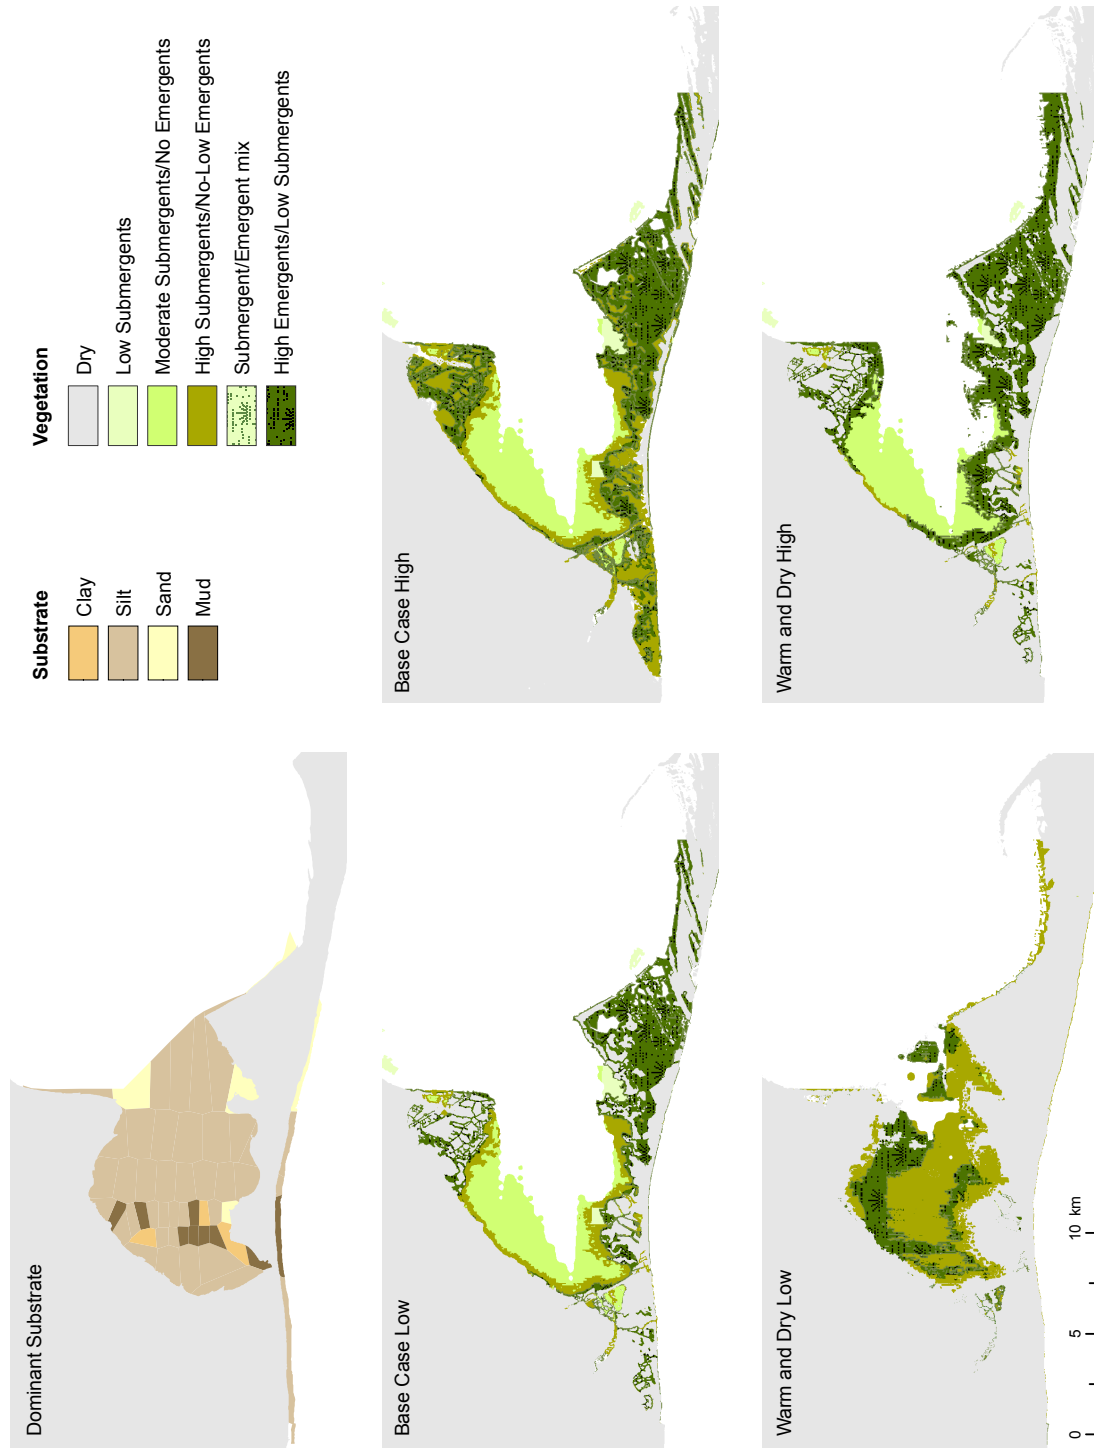 Dominant Substrate
Substrate
Clay
Silt
Sand
Mud
Vegetation
Dry
Low Submergents
Moderate Submergents/No Emergents
High Submergents/No-Low Emergents
Submergent/Emergent mix
High Emergents/Low Submergents
Base Case Low
Base Case High
Warm and Dry Low
Warm and Dry High
0 5 10 km